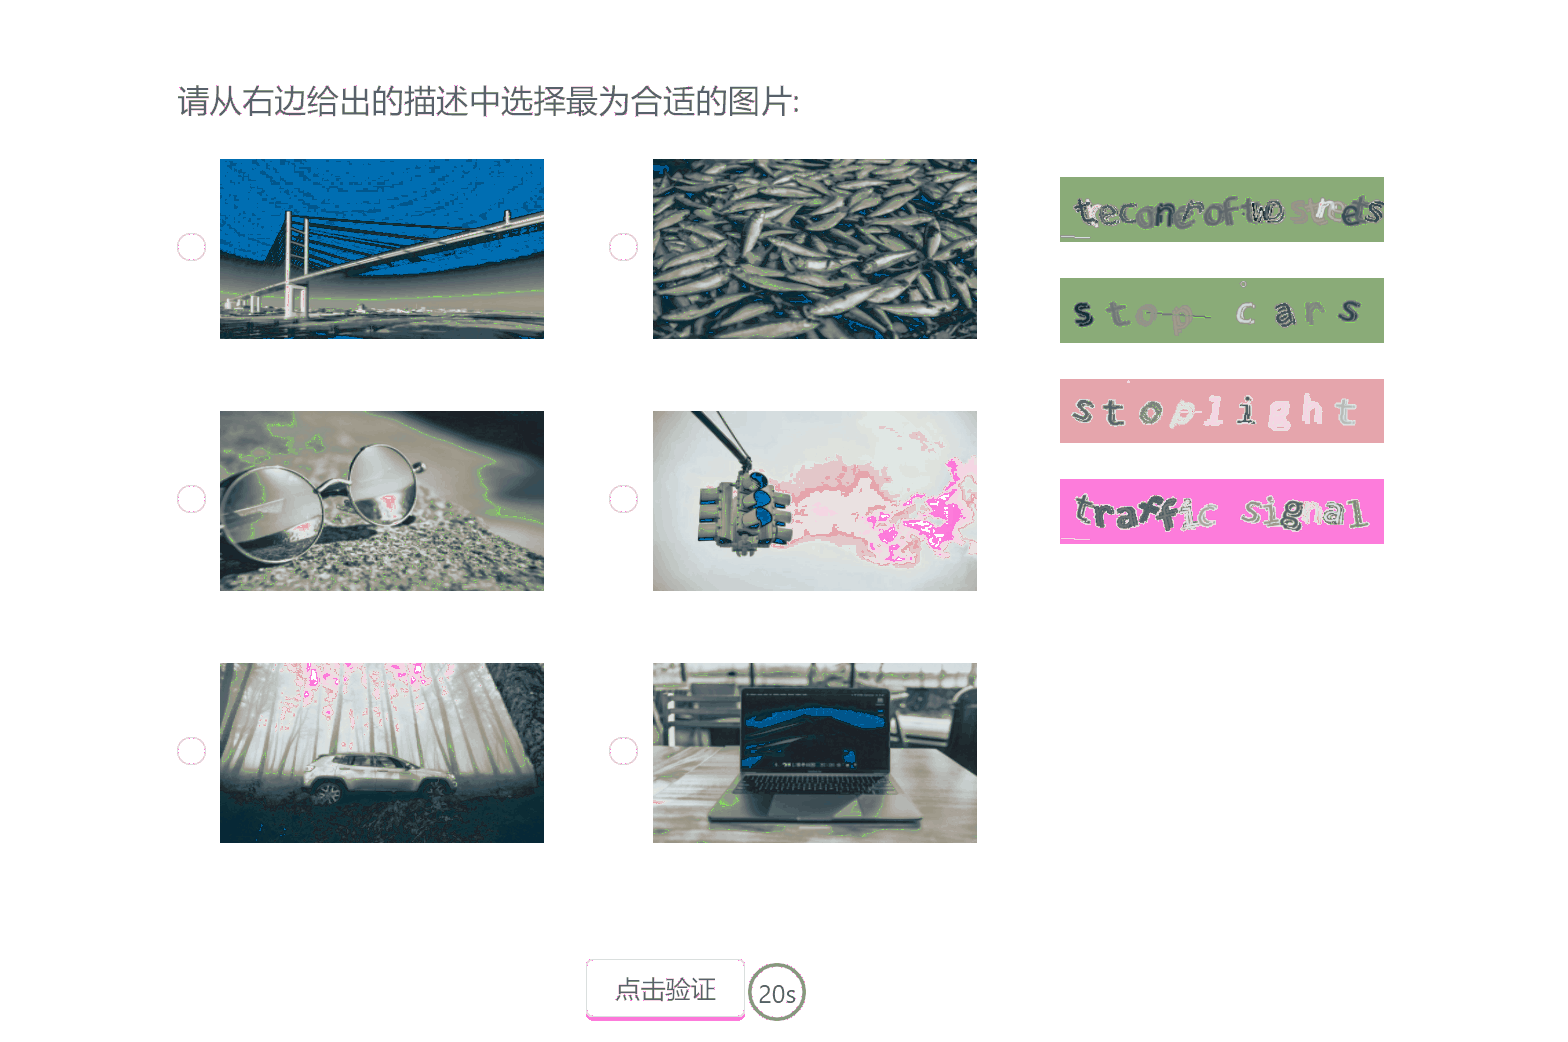 请从右边给出的描述中选择最为合适的图片:
of two streets
stop cars
stoplight
traffic signal
点击验证
20s